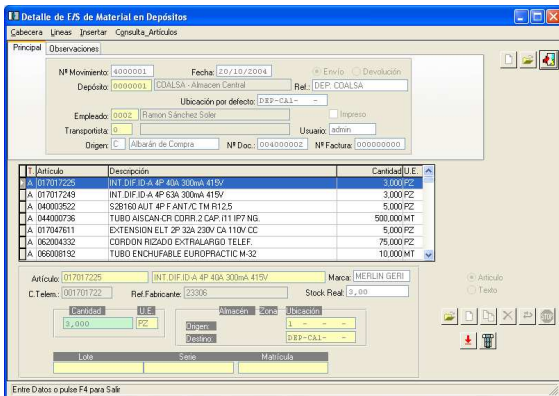 Detalle de E/S de Material en Depósitos
Cabecera Lineas Insertar Consulta_Artículos
Principal Observaciones
Nº Movimiento: 4000001 Fecha: 20/10/2004 Envío Devolución
Depósito: 0000001 COALSA - Almacen Central Ref.: DEP. COALSA
Ubicación por defecto: DEP-CA1- -
Empleado: 0002 Ramon Sánchez Soler Impreso
Transportista: 0 Usuario: admin
Origen: C Albarán de Compra Nº Doc.: 004000002 Nº Factura: 000000000
T. Artículo Descripción Cantidad U.E.
A 017017225 INT.DIF.ID-A 4P 40A 300mA 415V 3,000 PZ
A 017017249 INT.DIF.ID-A 4P 63A 300mA 415V 3,000 PZ
A 040003522 S2B160 AUT 4P F ANT/C TM R12,5 5,000 PZ
A 044000736 TUBO AISCAN-CR CORR.2 CAP.i11 IP7 NG. 500,000 MT
A 017047611 EXTENSION ELT 2P 32A 230V CA 110V CC 5,000 PZ
A 062004332 CORDON RIZADO EXTRALARGO TELEF. 75,000 PZ
A 066008192 TUBO ENCHUFABLE EUROPRACTIC M-32 10,000 MT
Artículo: 017017225 INT.DIF.ID-A 4P 40A 300mA 415V Marca: MERLIN GERI Artículo
C.Telem.: 001701722 Ref.Fabricante: 23306 Stock Real: 3,00 Texto
Cantidad U.E. Almacén Zona Ubicación
3,000 PZ Origen: 1 - - -
Destino: DEP-CA1- -
STOP
Lote Serie Matrícula
Entre Datos o pulse F4 para Salir